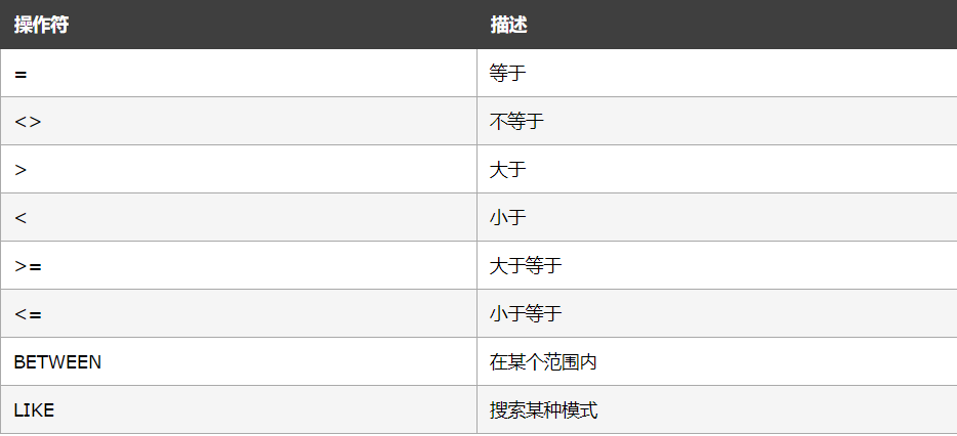 操作符 描述
= 等于
<> 不等于
> 大于
< 小于
>= 大于等于
<= 小于等于
BETWEEN 在某个范围内
LIKE 搜索某种模式